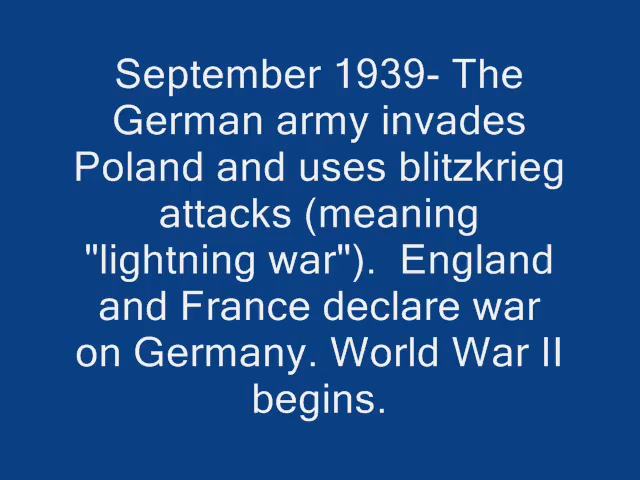 September 1939- The
German army invades
Poland and uses blitzkrieg
attacks (meaning
"lightning war").  England
and France declare war
on Germany. World War II
begins.